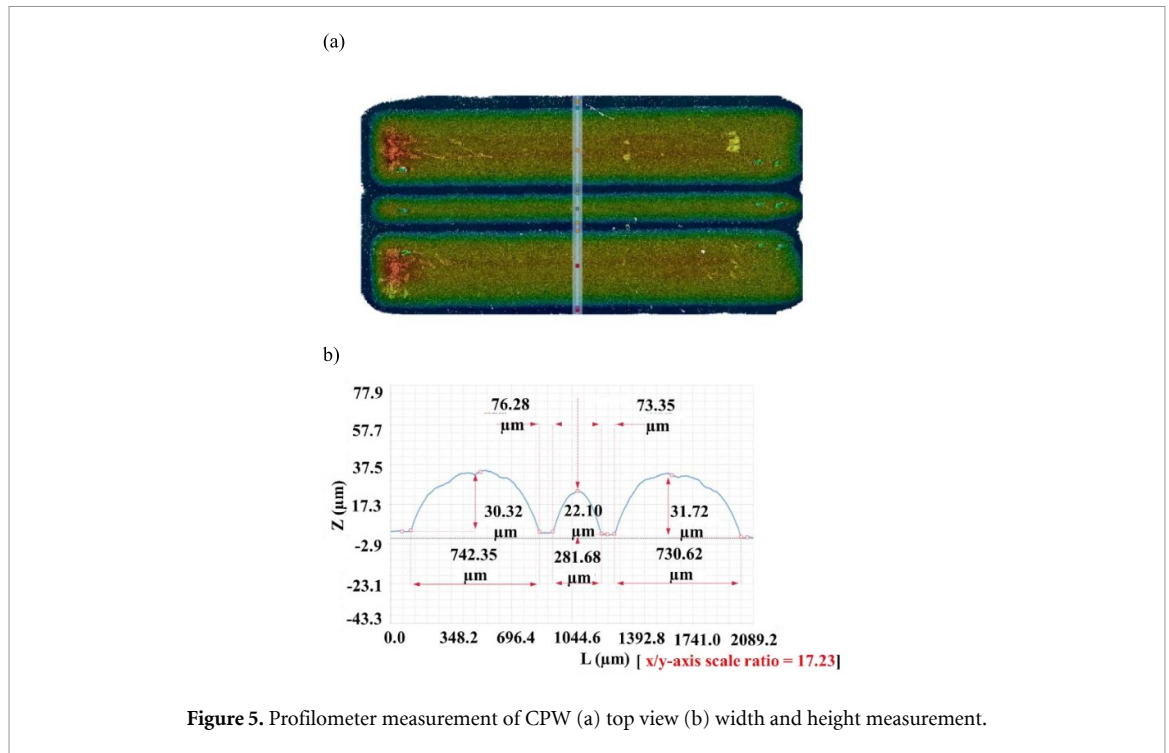 (a)
b)
77.9
57.7
37.5
17.3
-2.9
-23.1
-43.3
Z (µm)
76.28
µm
73.35
µm
30.32
µm
22.10
µm
31.72
µm
742.35
µm
281.68
µm
730.62
µm
0.0 348.2 696.4 1044.6 1392.8 1741.0 2089.2
L (µm) [ x/y-axis scale ratio = 17.23]
Figure 5. Profilometer measurement of CPW (a) top view (b) width and height measurement.